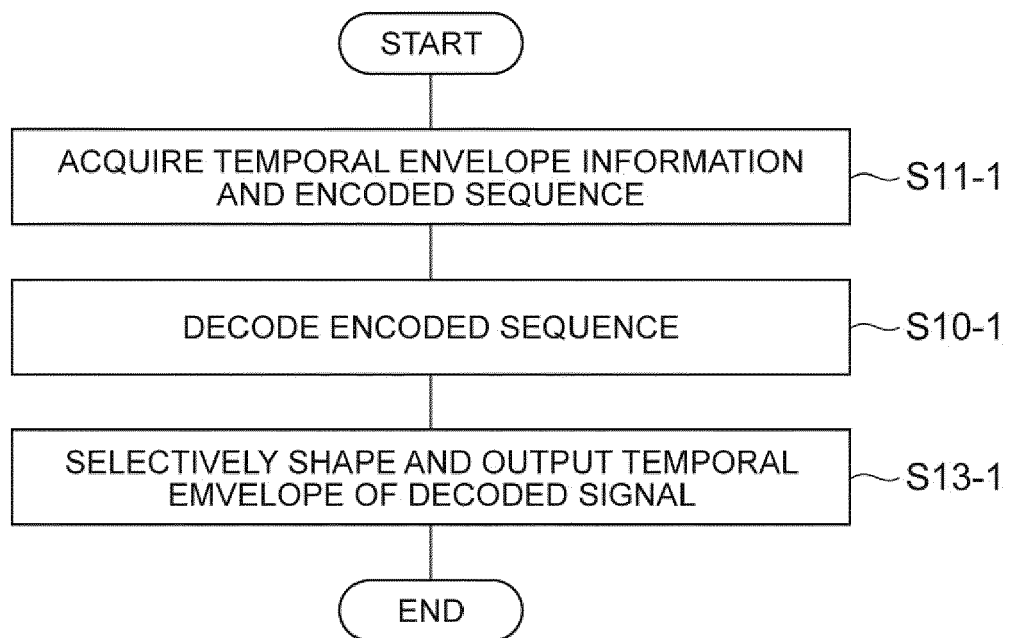 START
ACQUIRE TEMPORAL ENVELOPE INFORMATION
AND ENCODED SEQUENCE
S11-1
DECODE ENCODED SEQUENCE
S10-1
SELECTIVELY SHAPE AND OUTPUT TEMPORAL
EMVELOPE OF DECODED SIGNAL
S13-1
END